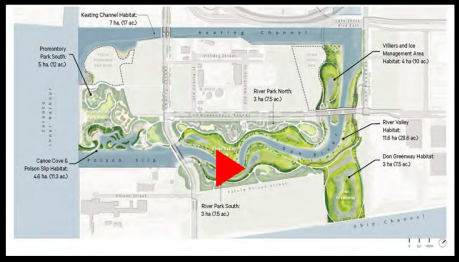 Keating Channel Habitat:
7 ha. (17 ac.)
Promontory
Park South:
5 ha. (12 ac.)
Keating Channel
Villiers and Ice
Management Area
Habitat: 4 ha (10 ac.)
River Park North:
3 ha (7.5 ac.)
River Valley
Habitat:
11.6 ha (28.6 ac.)
Canoe Cove &
Polson Slip Habitat:
4.6 ha. (11.3 ac.)
Polson Slip
Don Greenway Habitat:
3 ha (7.5 ac.)
River Park South:
3 ha (7.5 ac.)
Ship Channel